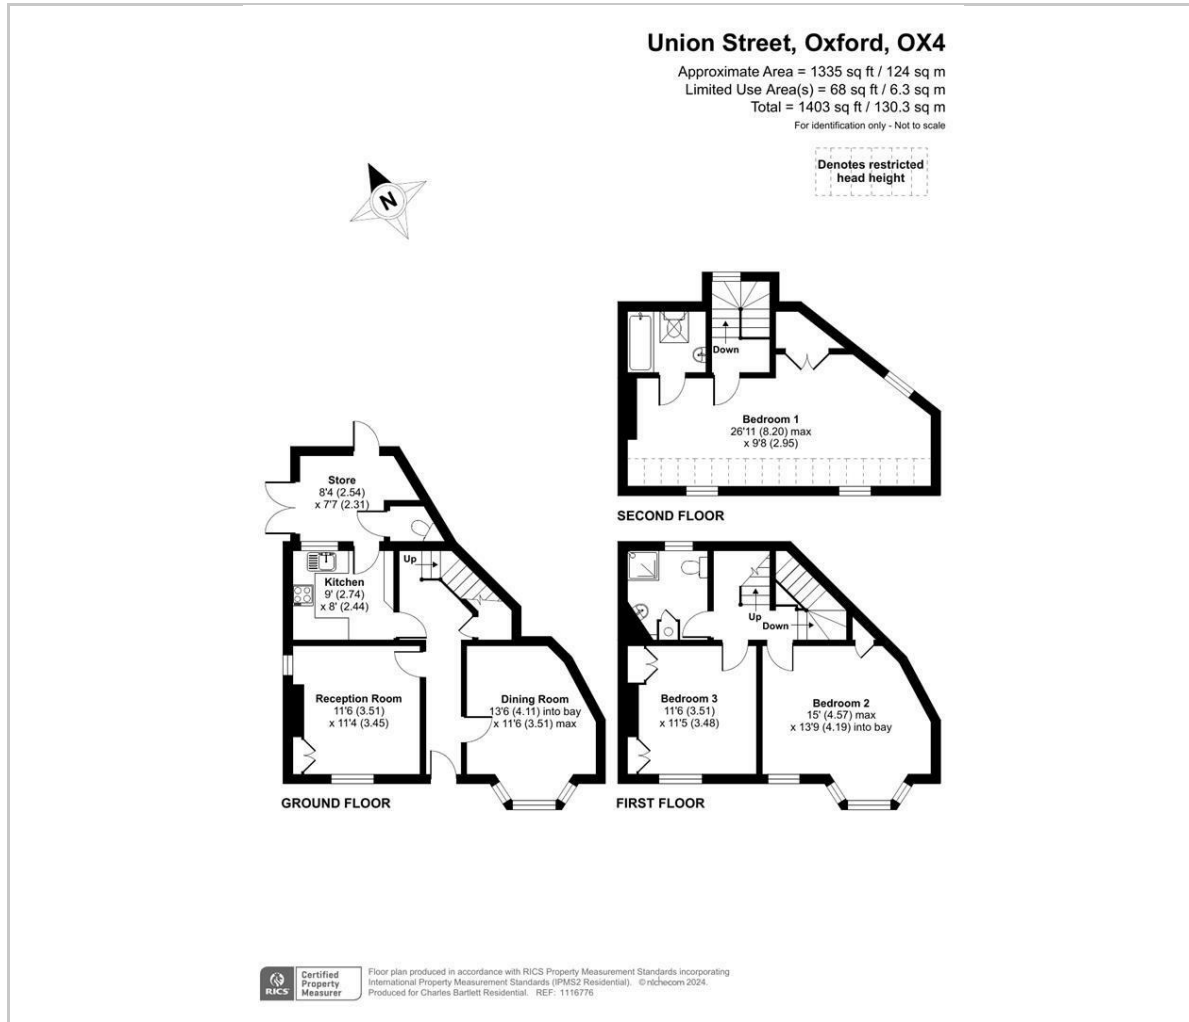 Union Street, Oxford, OX4
Approximate Area = 1335 sq ft / 124 sq m
Limited Use Area(s) = 68 sq ft / 6.3 sq m
Total = 1403 sq ft / 130.3 sq m
For identification only - Not to scale
Denotes restricted
head height
N
Down
Bedroom 1
26'11 (8.20) max
x 9'8 (2.95)
SECOND FLOOR
Store
8'4 (2.54)
x 7'7 (2.31)
Up
Kitchen
9' (2.74)
x 8' (2.44)
Reception Room
11'6 (3.51)
x 11'4 (3.45)
Dining Room
13'6 (4.11) into bay
x 11'6 (3.51) max
GROUND FLOOR
Up
Down
Bedroom 3
11'6 (3.51)
x 11'5 (3.48)
Bedroom 2
15' (4.57) max
x 13'9 (4.19) into bay
FIRST FLOOR
RICS
Certified
Property
Measurer
Floor plan produced in accordance with RICS Property Measurement Standards incorporating
International Property Measurement Standards (IPMS2 Residential). © nichecom 2024.
Produced for Charles Bartlett Residential. REF: 1116776